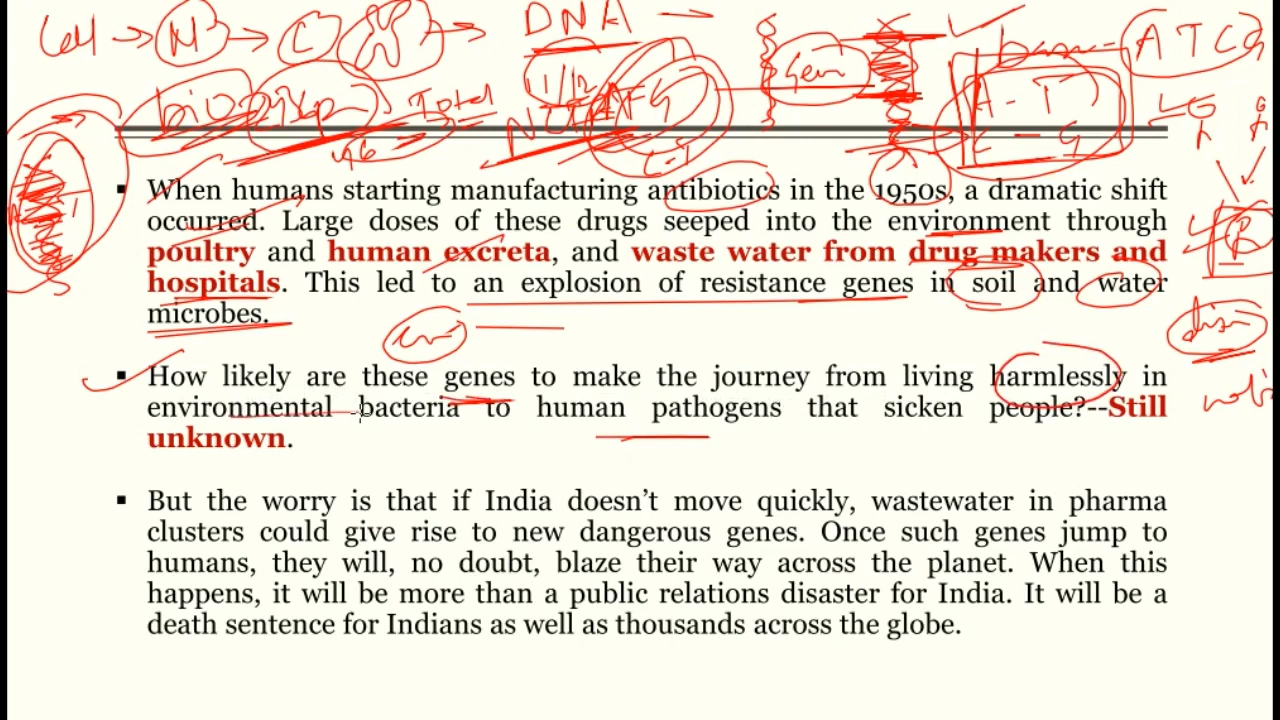 Cell → N → C → DNA →
Gen
base - ATCG
A - T
C - G
When humans starting manufacturing antibiotics in the 1950s, a dramatic shift
occurred. Large doses of these drugs seeped into the environment through
poultry and human excreta, and waste water from drug makers and
hospitals. This led to an explosion of resistance genes in soil and water
microbes.
How likely are these genes to make the journey from living harmlessly in
environmental bacteria to human pathogens that sicken people?--Still
unknown.
But the worry is that if India doesn't move quickly, wastewater in pharma
clusters could give rise to new dangerous genes. Once such genes jump to
humans, they will, no doubt, blaze their way across the planet. When this
happens, it will be more than a public relations disaster for India. It will be a
death sentence for Indians as well as thousands across the globe.